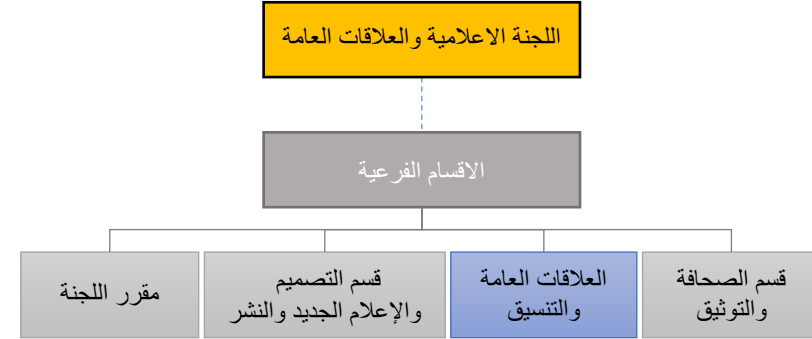 اللجنة الاعلامية والعلاقات العامة
الاقسام الفرعية
قسم الصحافة
والتوثيق
العلاقات العامة
والتنسيق
قسم التصميم
والإعلام الجديد والنشر
مقرر اللجنة